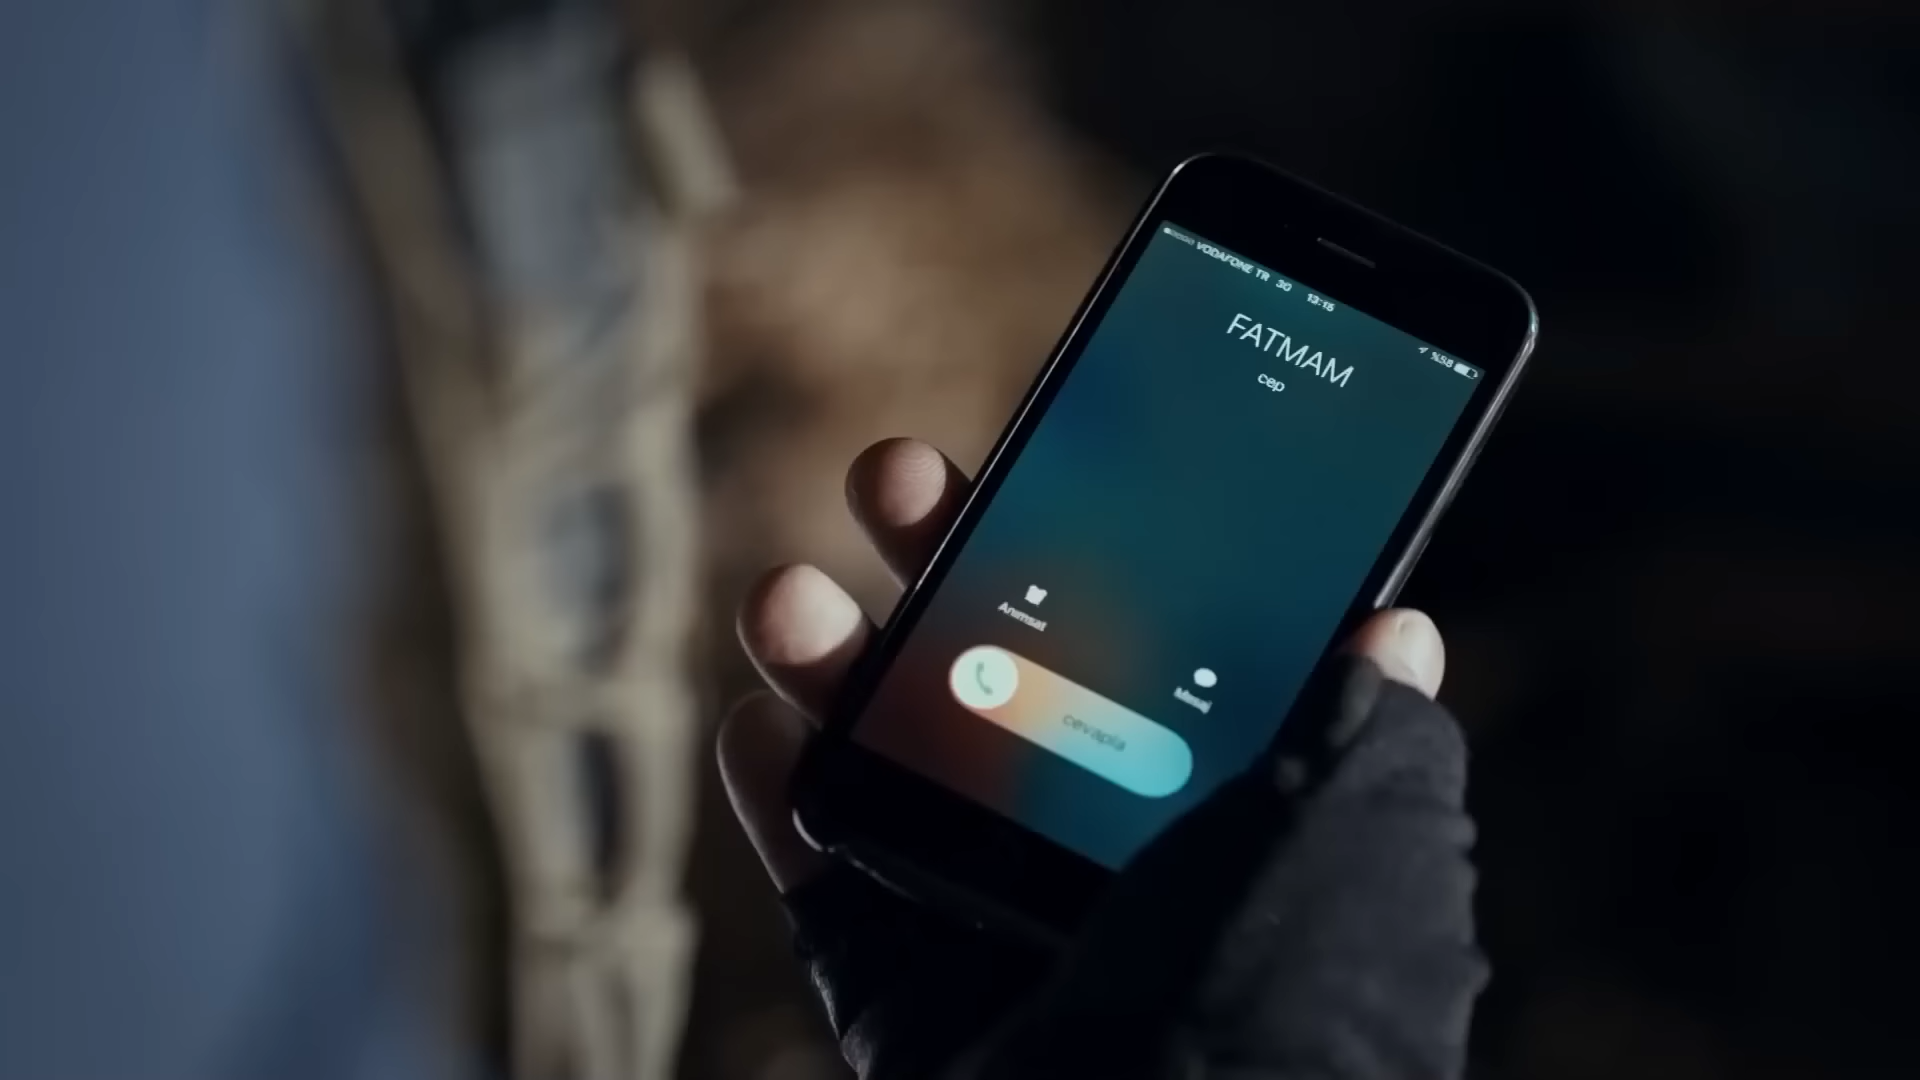 VODAFONE TR 3G 13:15
%58
FATMAM
cep
Anımsat
Mesaj
cevapla